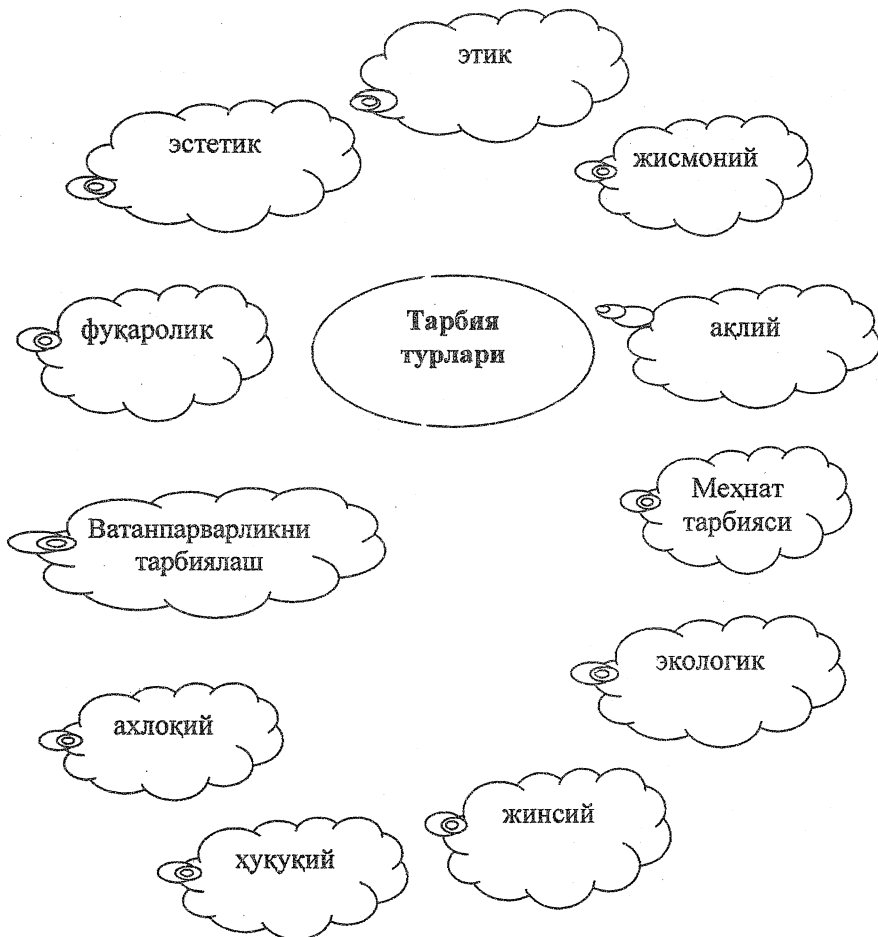 этик
эстетик
жисмоний
фуқаролик
Тарбия
турлари
ақлий
Меҳнат
тарбияси
Ватанпарварликни
тарбиялаш
экологик
ахлоқий
жинсий
ҳуқуқий